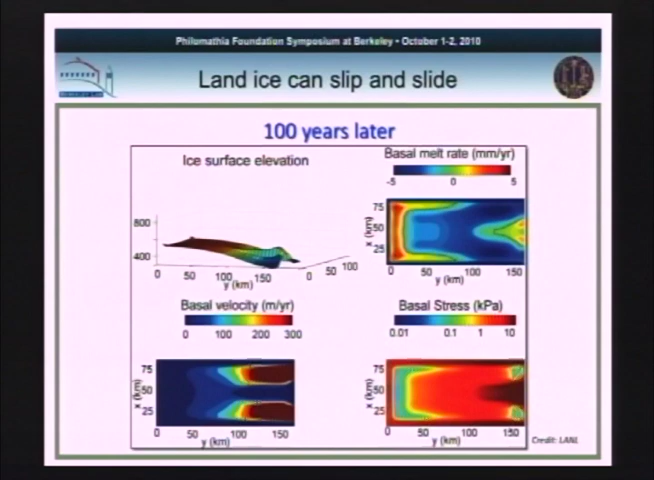 Philomathia Foundation Symposium at Berkeley • October 1-2, 2010
Land ice can slip and slide
100 years later
Ice surface elevation
800
400
0 50 100 150
y (km)
0 50 100
Basal melt rate (mm/yr)
-5 0 5
75
50
25
x (km)
0 50 100 150
y (km)
Basal velocity (m/yr)
0 100 200 300
75
50
25
x (km)
0 50 100 150
y (km)
Basal Stress (kPa)
0.01 0.1 1 10
75
50
25
x (km)
0 50 100 150
y (km)
Credit: LANL